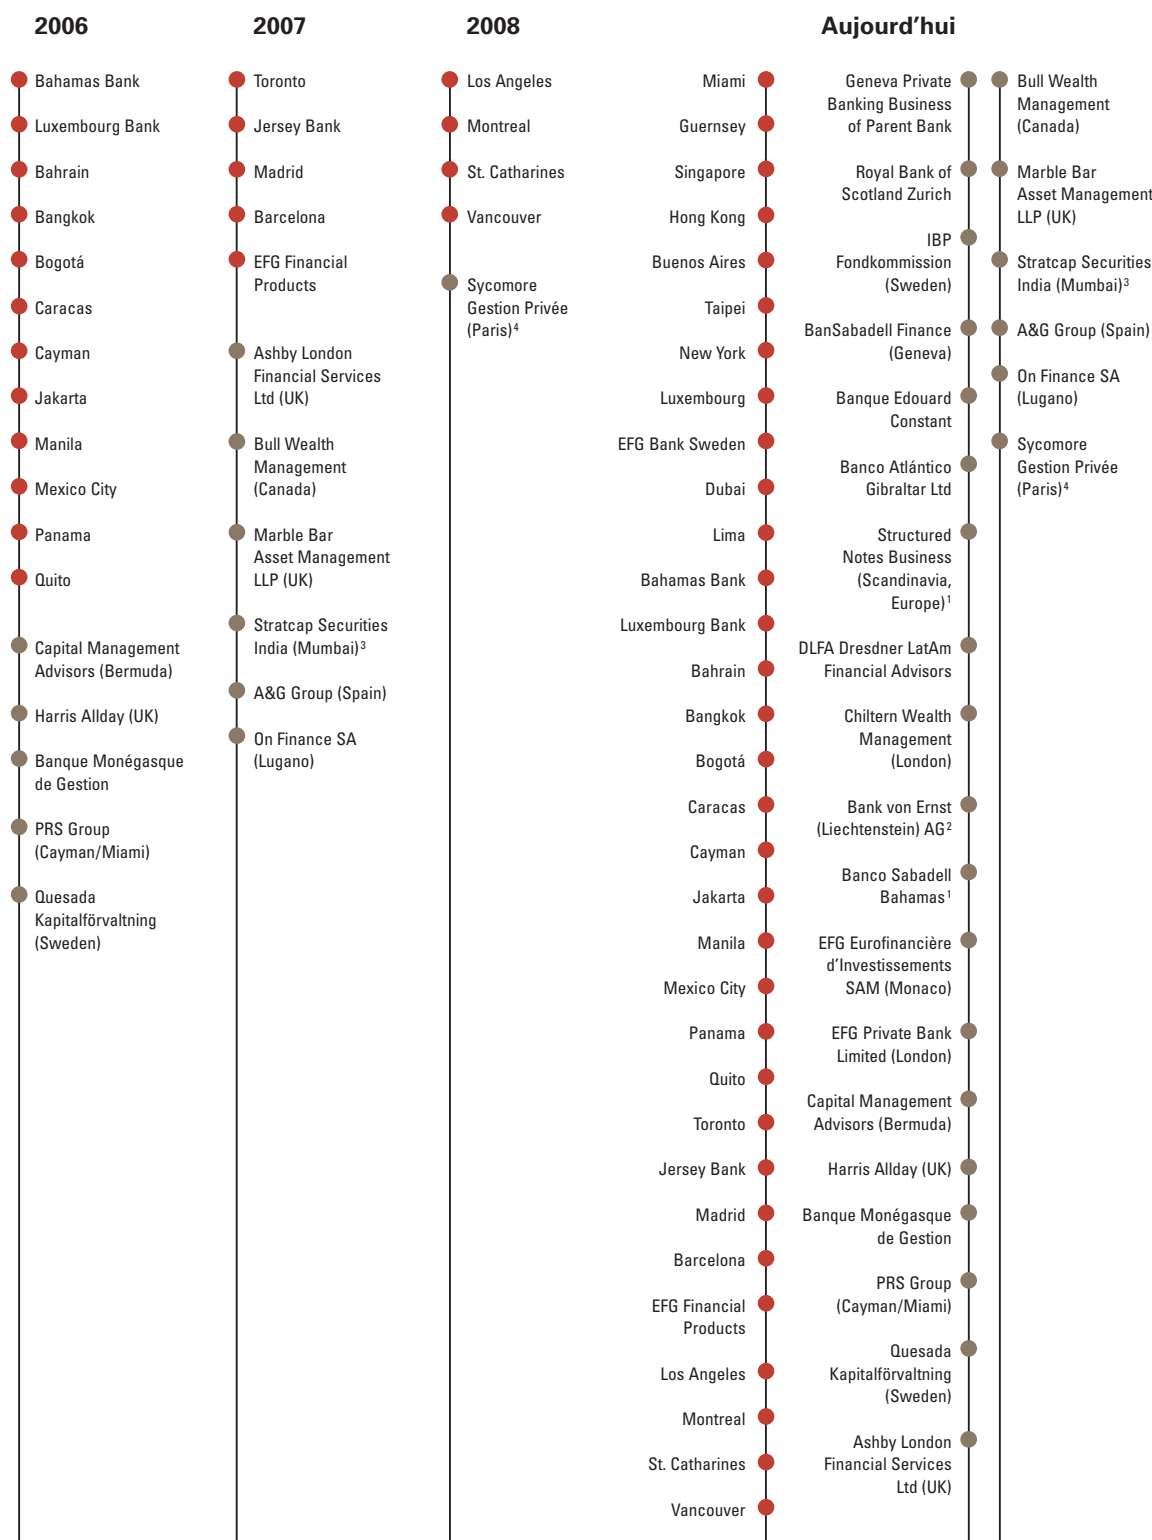 2006
Bahamas Bank
Luxembourg Bank
Bahrain
Bangkok
Bogotá
Caracas
Cayman
Jakarta
Manila
Mexico City
Panama
Quito
Capital Management
Advisors (Bermuda)
Harris Allday (UK)
Banque Monégasque
de Gestion
PRS Group
(Cayman/Miami)
Quesada
Kapitalförvaltning
(Sweden)
2007
Toronto
Jersey Bank
Madrid
Barcelona
EFG Financial
Products
Ashby London
Financial Services
Ltd (UK)
Bull Wealth
Management
(Canada)
Marble Bar
Asset Management
LLP (UK)
Stratcap Securities
India (Mumbai)³
A&G Group (Spain)
On Finance SA
(Lugano)
2008
Los Angeles
Montreal
St. Catharines
Vancouver
Sycomore
Gestion Privée
(Paris)⁴
Aujourd'hui
Miami
Guernsey
Singapore
Hong Kong
Buenos Aires
Taipei
New York
Luxembourg
EFG Bank Sweden
Dubai
Lima
Bahamas Bank
Luxembourg Bank
Bahrain
Bangkok
Bogotá
Caracas
Cayman
Jakarta
Manila
Mexico City
Panama
Quito
Toronto
Jersey Bank
Madrid
Barcelona
EFG Financial
Products
Los Angeles
Montreal
St. Catharines
Vancouver
Geneva Private
Banking Business
of Parent Bank
Royal Bank of
Scotland Zurich
IBP
Fondkommission
(Sweden)
BanSabadell Finance
(Geneva)
Banque Edouard
Constant
Banco Atlántico
Gibraltar Ltd
Structured
Notes Business
(Scandinavia,
Europe)¹
DLFA Dresdner LatAm
Financial Advisors
Chiltern Wealth
Management
(London)
Bank von Ernst
(Liechtenstein) AG²
Banco Sabadell
Bahamas¹
EFG Eurofinancière
d'Investissements
SAM (Monaco)
EFG Private Bank
Limited (London)
Capital Management
Advisors (Bermuda)
Harris Allday (UK)
Banque Monégasque
de Gestion
PRS Group
(Cayman/Miami)
Quesada
Kapitalförvaltning
(Sweden)
Ashby London
Financial Services
Ltd (UK)
Bull Wealth
Management
(Canada)
Marble Bar
Asset Management
LLP (UK)
Stratcap Securities
India (Mumbai)³
A&G Group (Spain)
On Finance SA
(Lugano)
Sycomore
Gestion Privée
(Paris)⁴